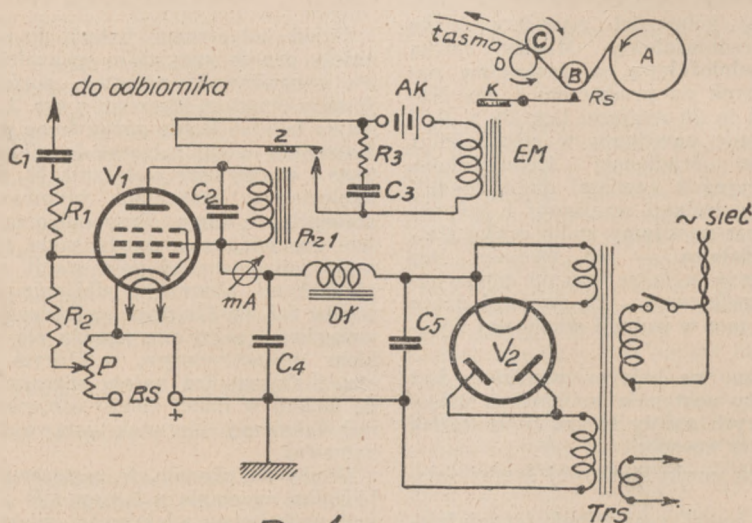 taśma
C
D
A
B
K
Rs
do odbiornika
Ak
Z
C1
V1
R3
EM
C2
C3
R1
Prz1
~ sieć
mA
Dł
C5
R2
V2
P
C4
BS
- +
Trs